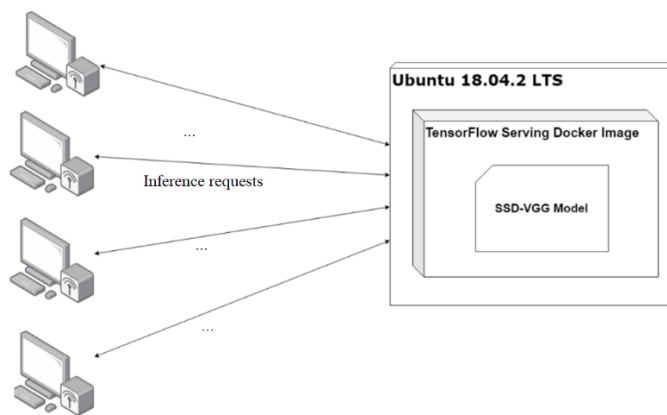 Ubuntu 18.04.2 LTS
TensorFlow Serving Docker Image
...
Inference requests
SSD-VGG Model
...
...